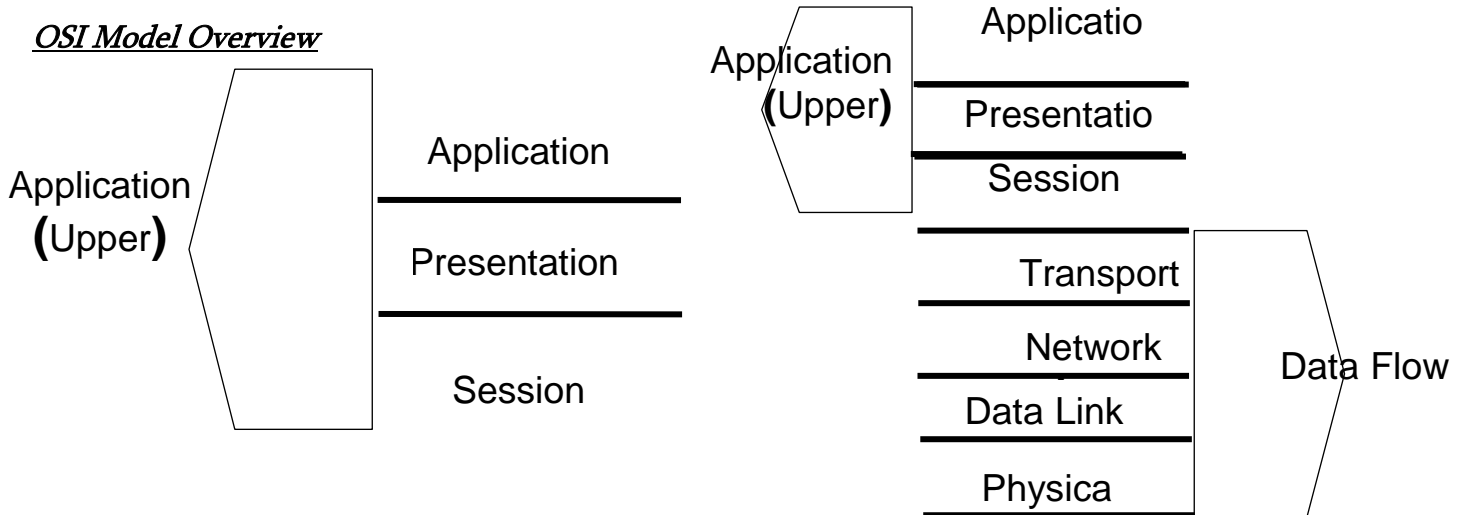 OSI Model Overview
Application
(Upper)
Application
Presentation
Session
Application
(Upper)
Applicatio
Presentatio
Session
Transport
Network
Data Link
Physica
Data Flow